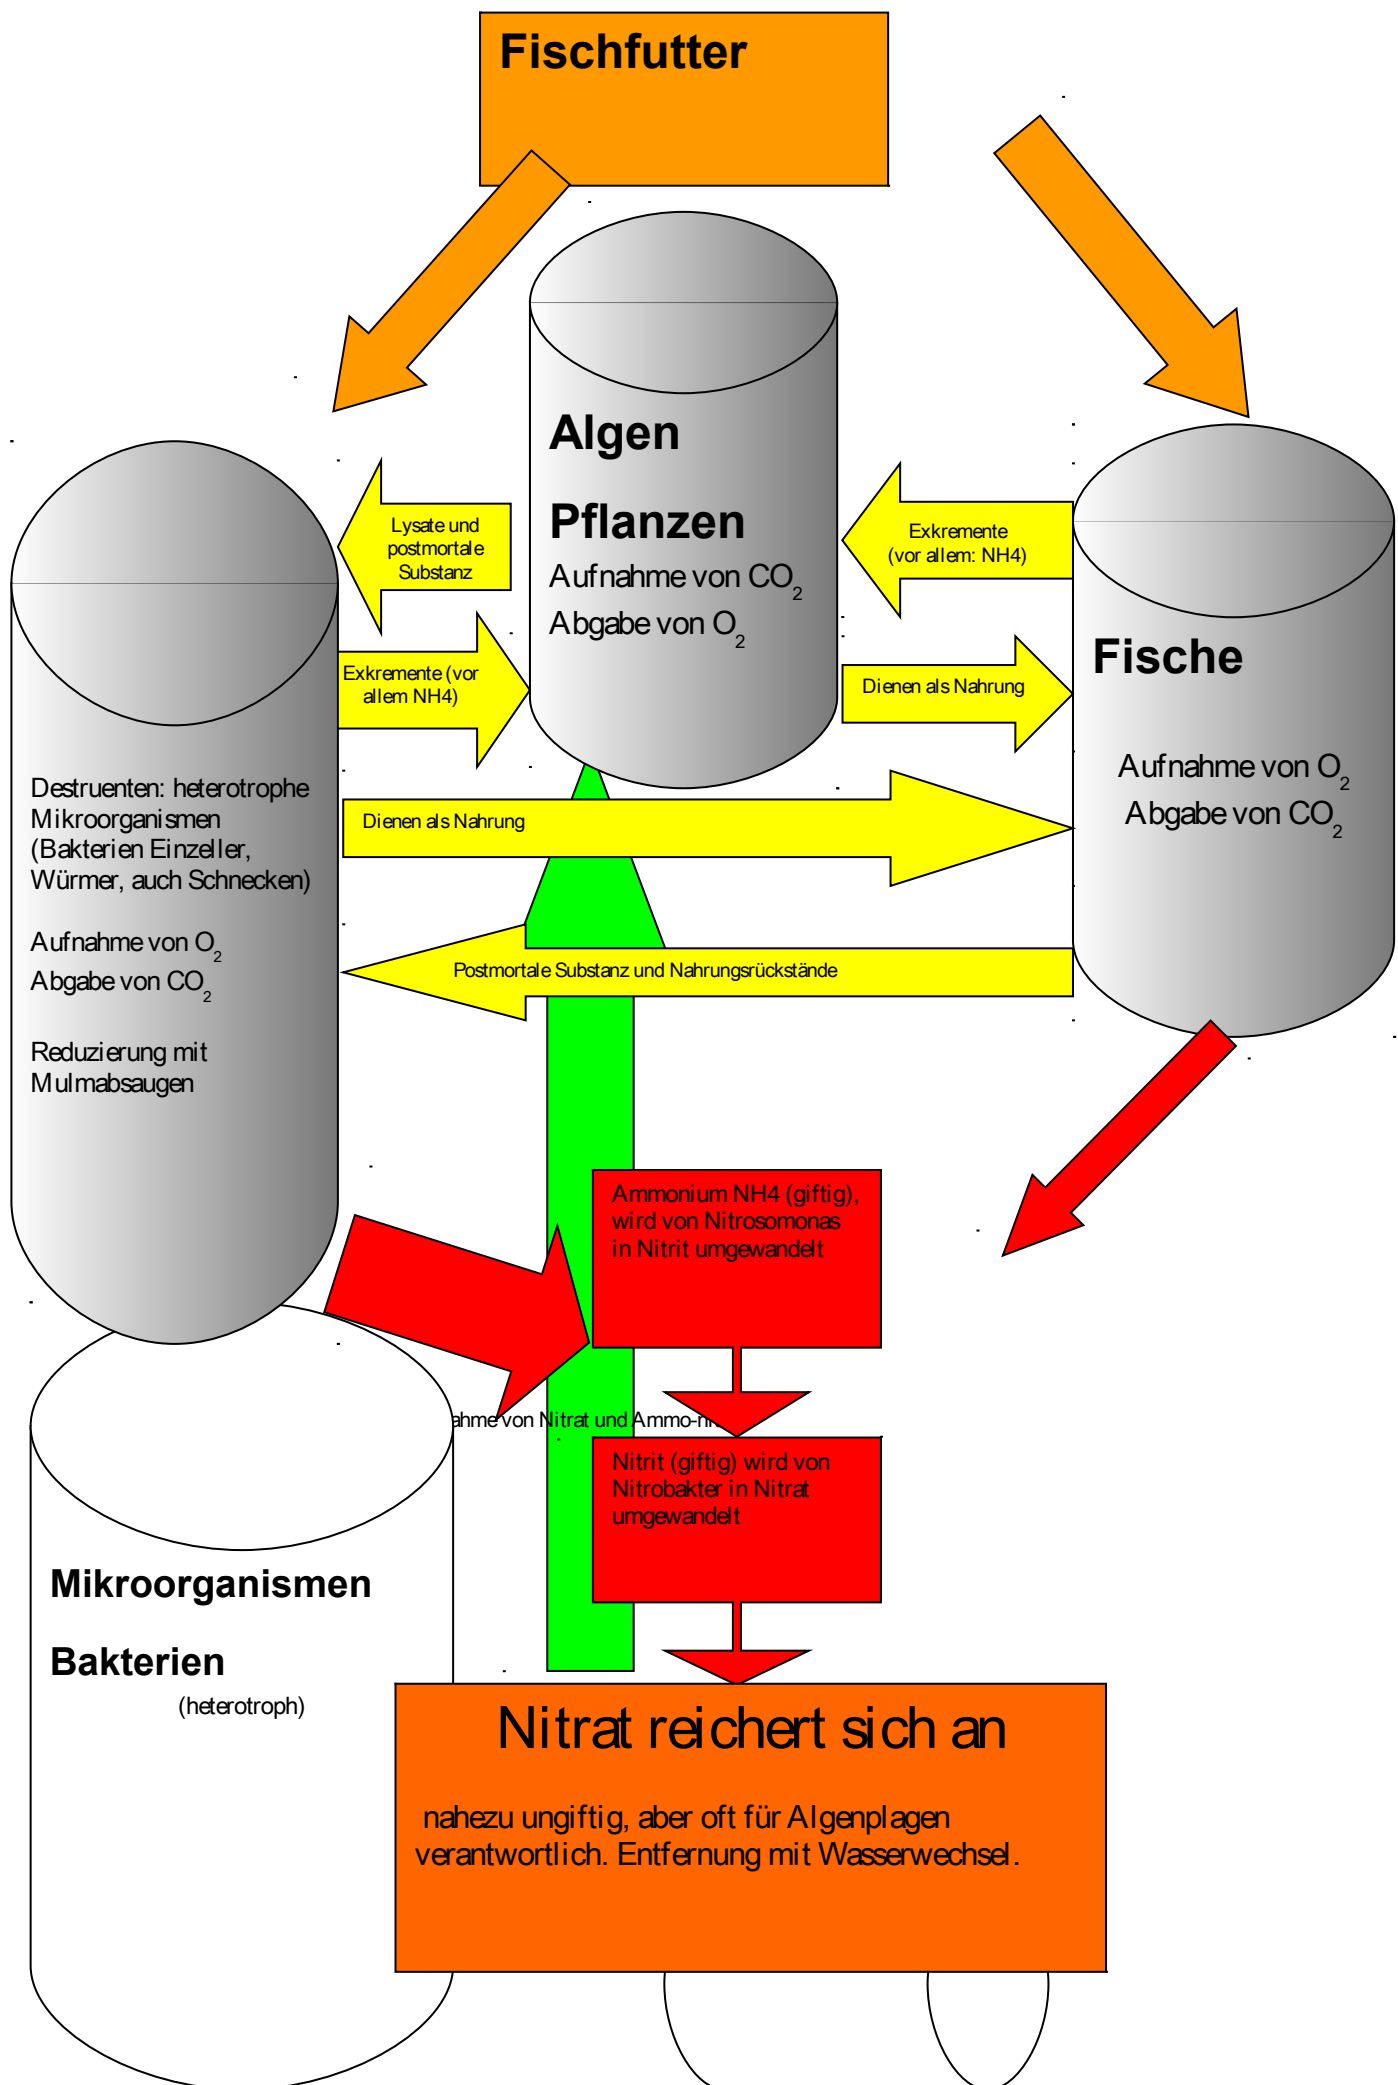 Fischfutter
Algen
Pflanzen
Aufnahme von CO₂
Abgabe von O₂
Lysate und
postmortale
Substanz
Exkremente
(vor allem: NH4)
Exkremente (vor
allem NH4)
Dienen als Nahrung
Fische
Aufnahme von O₂
Abgabe von CO₂
Destruenten: heterotrophe
Mikroorganismen
(Bakterien Einzeller,
Würmer, auch Schnecken)
Aufnahme von O₂
Abgabe von CO₂
Reduzierung mit
Mulmabsaugen
Dienen als Nahrung
Postmortale Substanz und Nahrungsrückstände
Ammonium NH4 (giftig),
wird von Nitrosomonas
in Nitrit umgewandelt
von Nitrat und
Nitrit (giftig) wird von
Nitrobakter in Nitrat
umgewandelt
Mikroorganismen
Bakterien
(heterotroph)
Nitrat reichert sich an
nahezu ungiftig, aber oft für Algenplagen
verantwortlich. Entfernung mit Wasserwechsel.